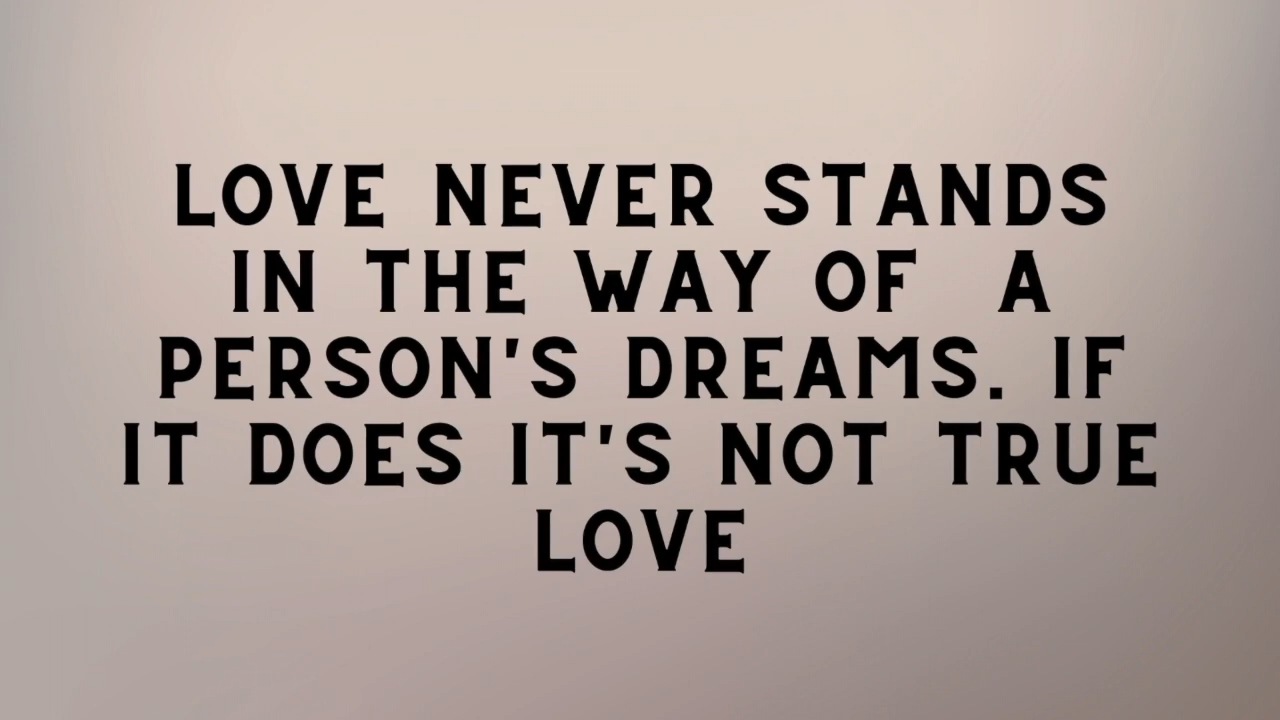 LOVE NEVER STANDS
IN THE WAY OF  A
PERSON'S DREAMS. IF
IT DOES IT'S NOT TRUE
LOVE